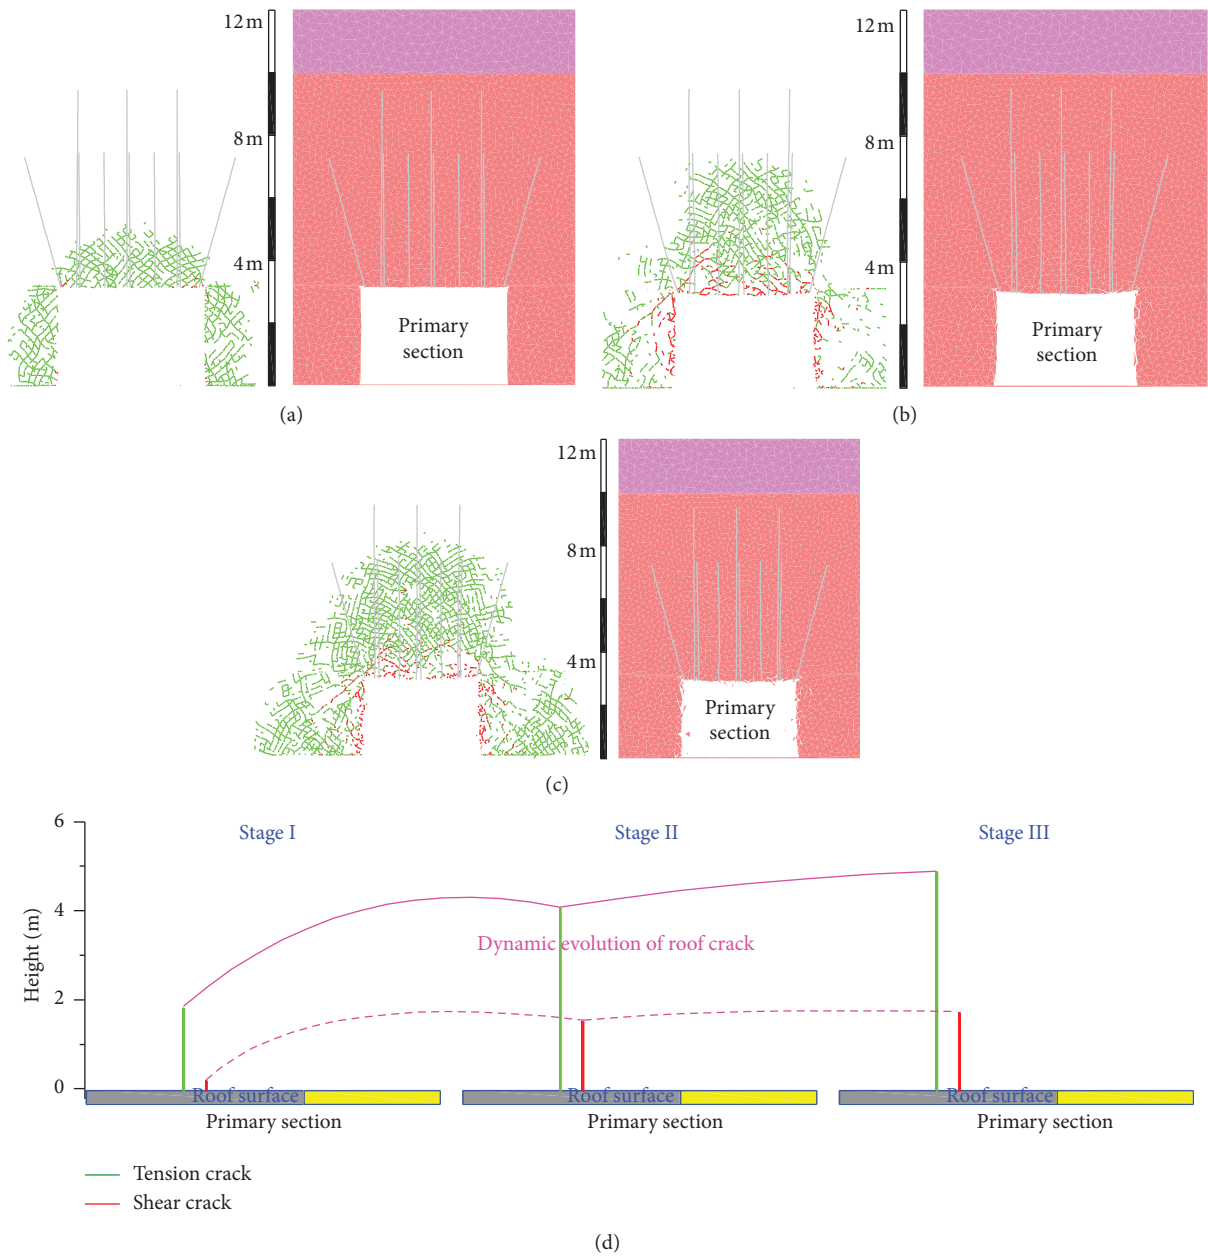 12 m
8 m
4 m
Primary
section
(a)
12 m
8 m
4 m
Primary
section
(b)
12 m
8 m
4 m
Primary
section
(c)
6
4
2
0
Height (m)
Stage I
Stage II
Stage III
Dynamic evolution of roof crack
Roof surface
Roof surface
Roof surface
Primary section
Primary section
Primary section
Tension crack
Shear crack
(d)